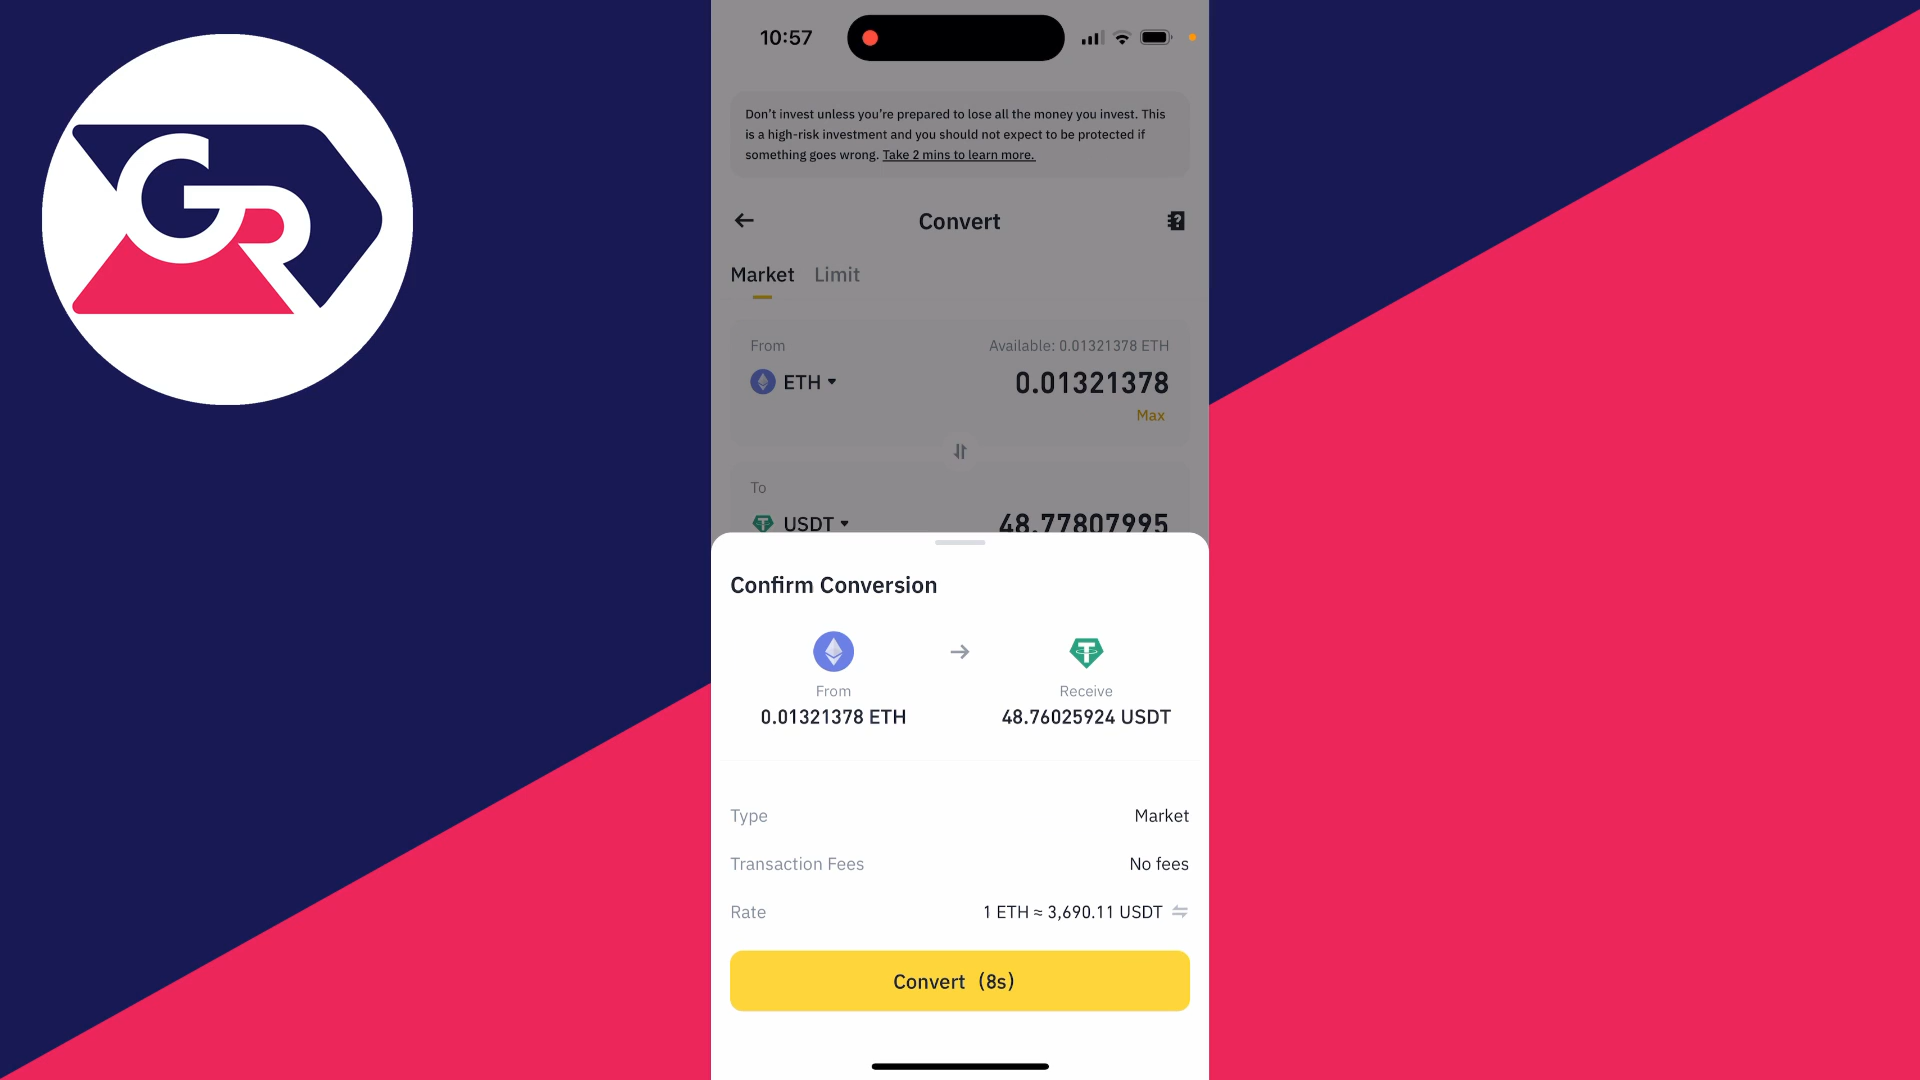 GR
10:57
Don't invest unless you're prepared to lose all the money you invest. This
is a high-risk investment and you should not expect to be protected if
something goes wrong. Take 2 mins to learn more.
Convert
Market Limit
From Available: 0.01321378 ETH
ETH 0.01321378
Max
To
USDT 48.77807995
Confirm Conversion
From Receive
0.01321378 ETH 48.76025924 USDT
Type Market
Transaction Fees No fees
Rate 1 ETH ≈ 3,690.11 USDT
Convert (8s)